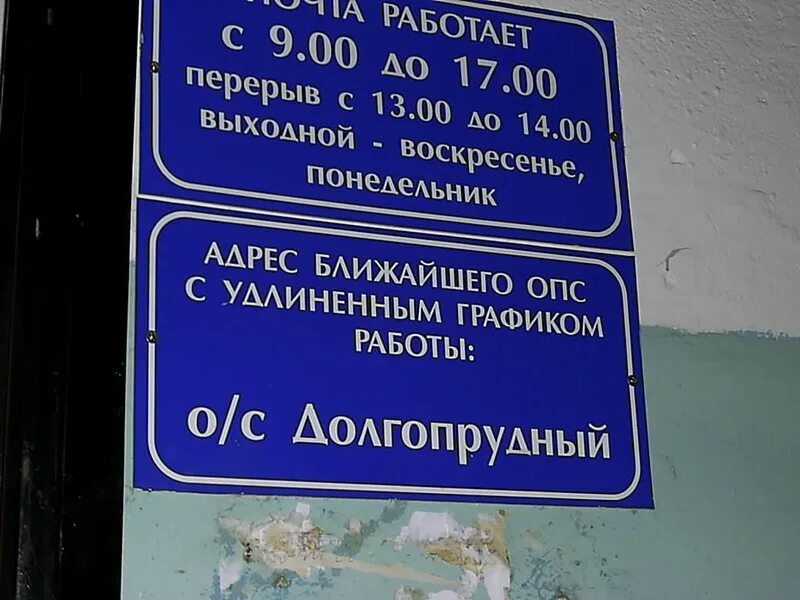 ПОЧТА РАБОТАЕТ
с 9.00 до 17.00
перерыв с 13.00 до 14.00
выходной - воскресенье,
понедельник
АДРЕС БЛИЖАЙШЕГО ОПС
С УДЛИНЕННЫМ ГРАФИКОМ
РАБОТЫ:
о/с Долгопрудный